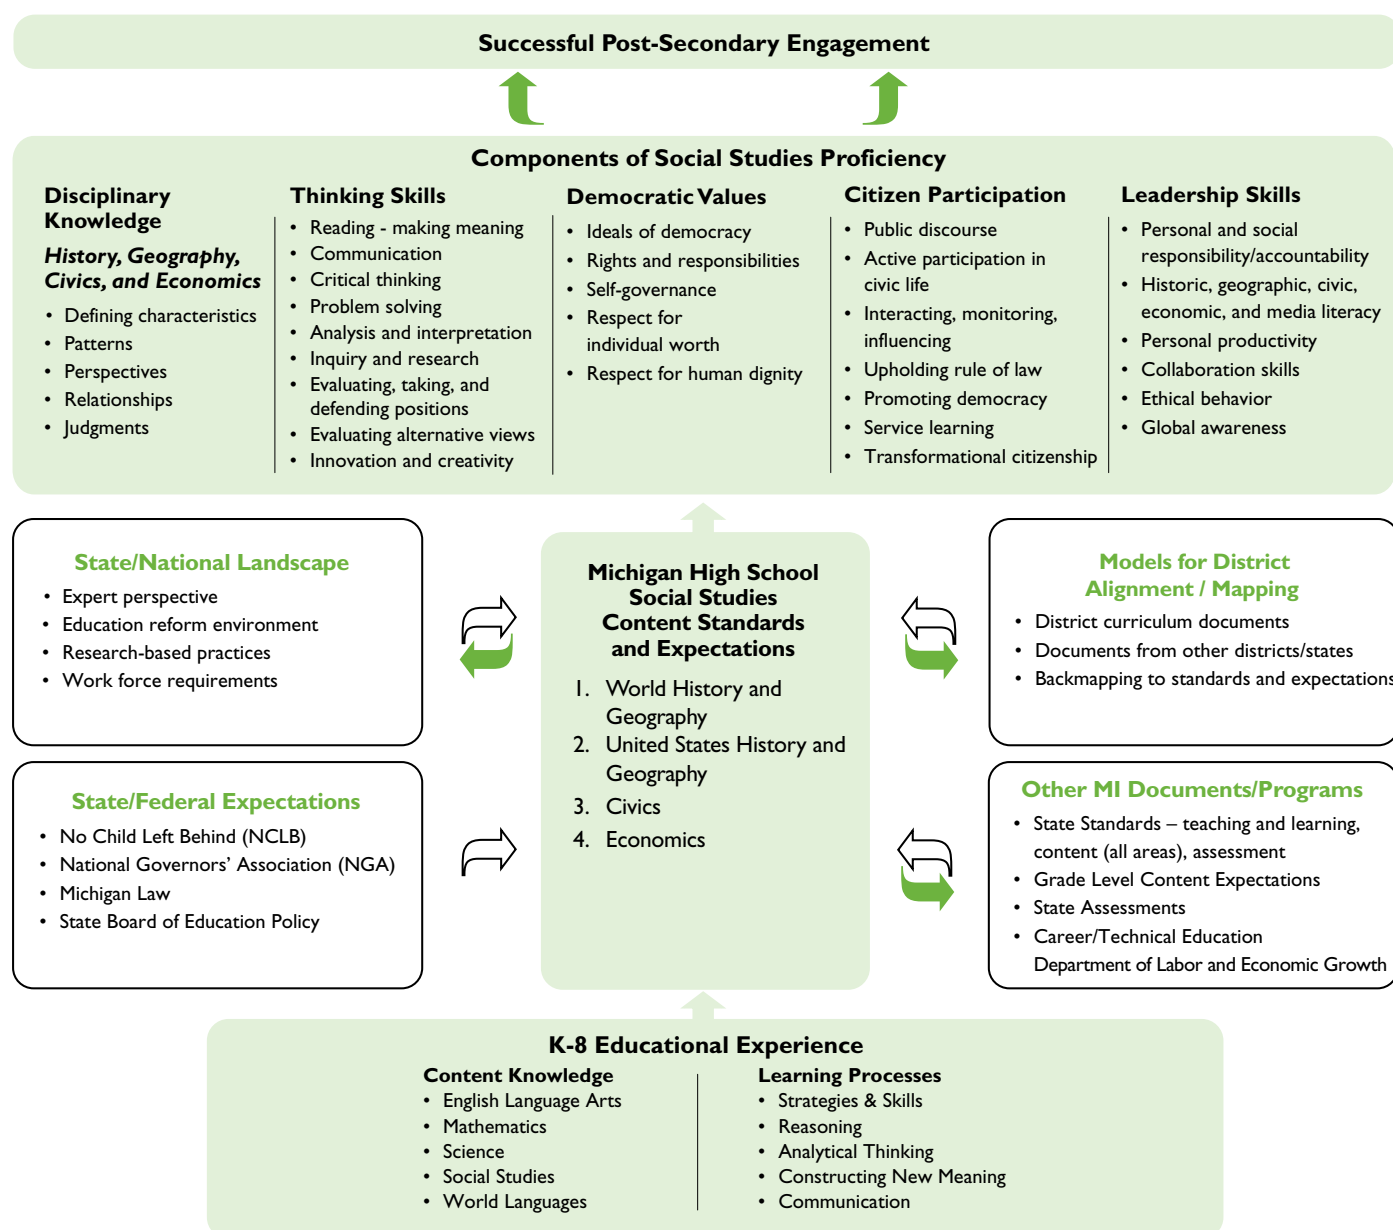 Successful Post-Secondary Engagement
Components of Social Studies Proficiency
Disciplinary
Knowledge
History, Geography,
Civics, and Economics
• Defining characteristics
• Patterns
• Perspectives
• Relationships
• Judgments
Thinking Skills
• Reading - making meaning
• Communication
• Critical thinking
• Problem solving
• Analysis and interpretation
• Inquiry and research
• Evaluating, taking, and
defending positions
• Evaluating alternative views
• Innovation and creativity
Democratic Values
• Ideals of democracy
• Rights and responsibilities
• Self-governance
• Respect for
individual worth
• Respect for human dignity
Citizen Participation
• Public discourse
• Active participation in
civic life
• Interacting, monitoring,
influencing
• Upholding rule of law
• Promoting democracy
• Service learning
• Transformational citizenship
Leadership Skills
• Personal and social
responsibility/accountability
• Historic, geographic, civic,
economic, and media literacy
• Personal productivity
• Collaboration skills
• Ethical behavior
• Global awareness
State/National Landscape
• Expert perspective
• Education reform environment
• Research-based practices
• Work force requirements
State/Federal Expectations
• No Child Left Behind (NCLB)
• National Governors’ Association (NGA)
• Michigan Law
• State Board of Education Policy
Michigan High School
Social Studies
Content Standards
and Expectations
1. World History and
Geography
2. United States History and
Geography
3. Civics
4. Economics
Models for District
Alignment / Mapping
• District curriculum documents
• Documents from other districts/states
• Backmapping to standards and expectations
Other MI Documents/Programs
• State Standards – teaching and learning,
content (all areas), assessment
• Grade Level Content Expectations
• State Assessments
• Career/Technical Education
Department of Labor and Economic Growth
K-8 Educational Experience
Content Knowledge
• English Language Arts
• Mathematics
• Science
• Social Studies
• World Languages
Learning Processes
• Strategies & Skills
• Reasoning
• Analytical Thinking
• Constructing New Meaning
• Communication